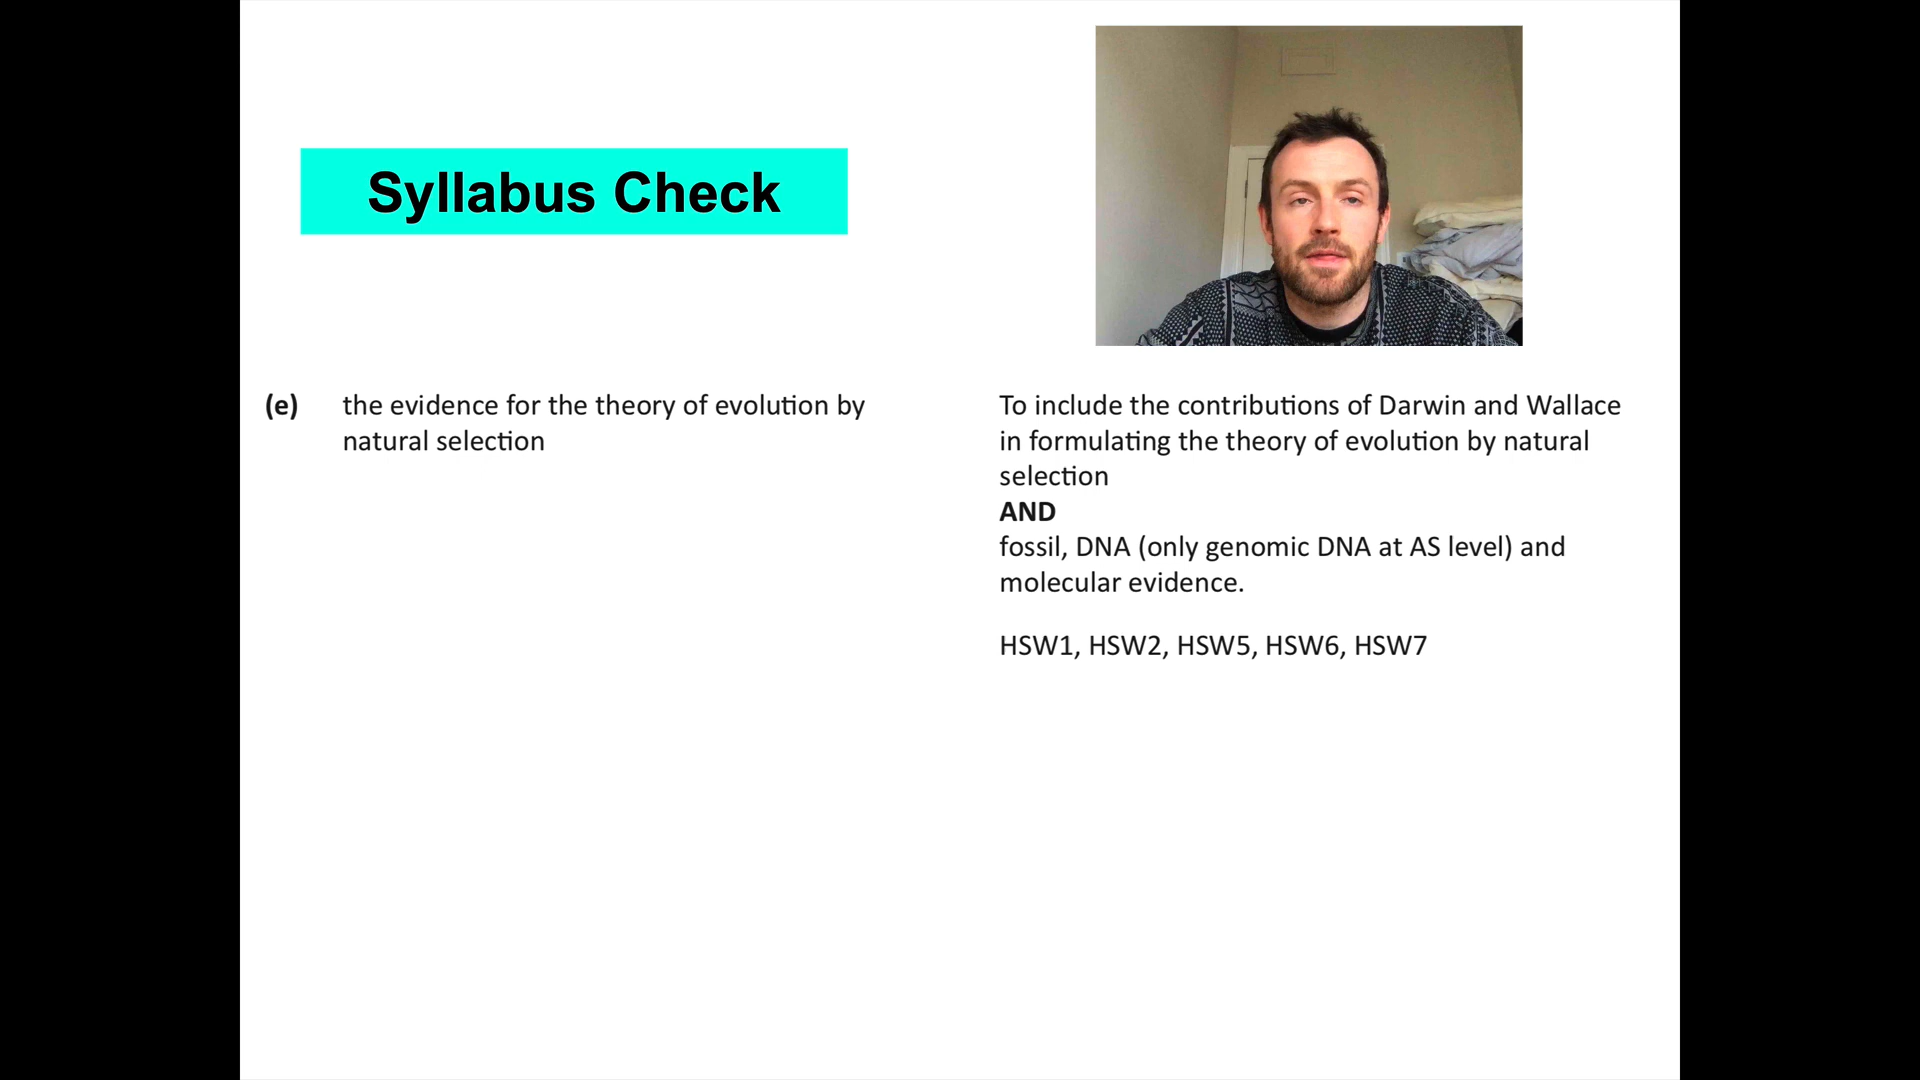 Syllabus Check
(e) the evidence for the theory of evolution by
natural selection
To include the contributions of Darwin and Wallace
in formulating the theory of evolution by natural
selection
AND
fossil, DNA (only genomic DNA at AS level) and
molecular evidence.
HSW1, HSW2, HSW5, HSW6, HSW7